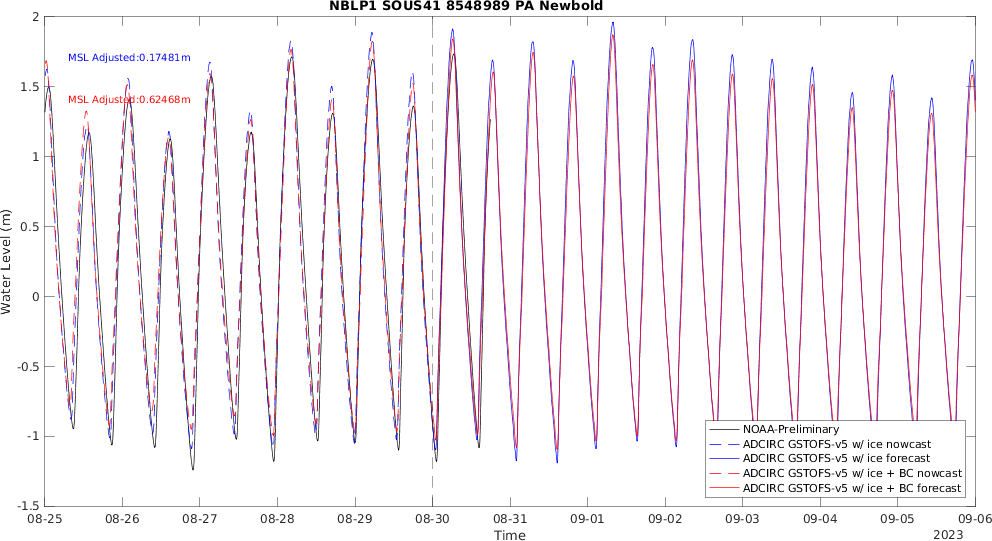 NBLP1 SOUS41 8548989 PA Newbold
2
1.5
1
0.5
0
-0.5
-1
-1.5
Water Level (m)
MSL Adjusted:0.17481m
MSL Adjusted:0.62468m
NOAA-Preliminary
ADCIRC GSTOFS-v5 w/ ice nowcast
ADCIRC GSTOFS-v5 w/ ice forecast
ADCIRC GSTOFS-v5 w/ ice + BC nowcast
ADCIRC GSTOFS-v5 w/ ice + BC forecast
08-25 08-26 08-27 08-28 08-29 08-30 08-31 09-01 09-02 09-03 09-04 09-05 09-06
Time
2023